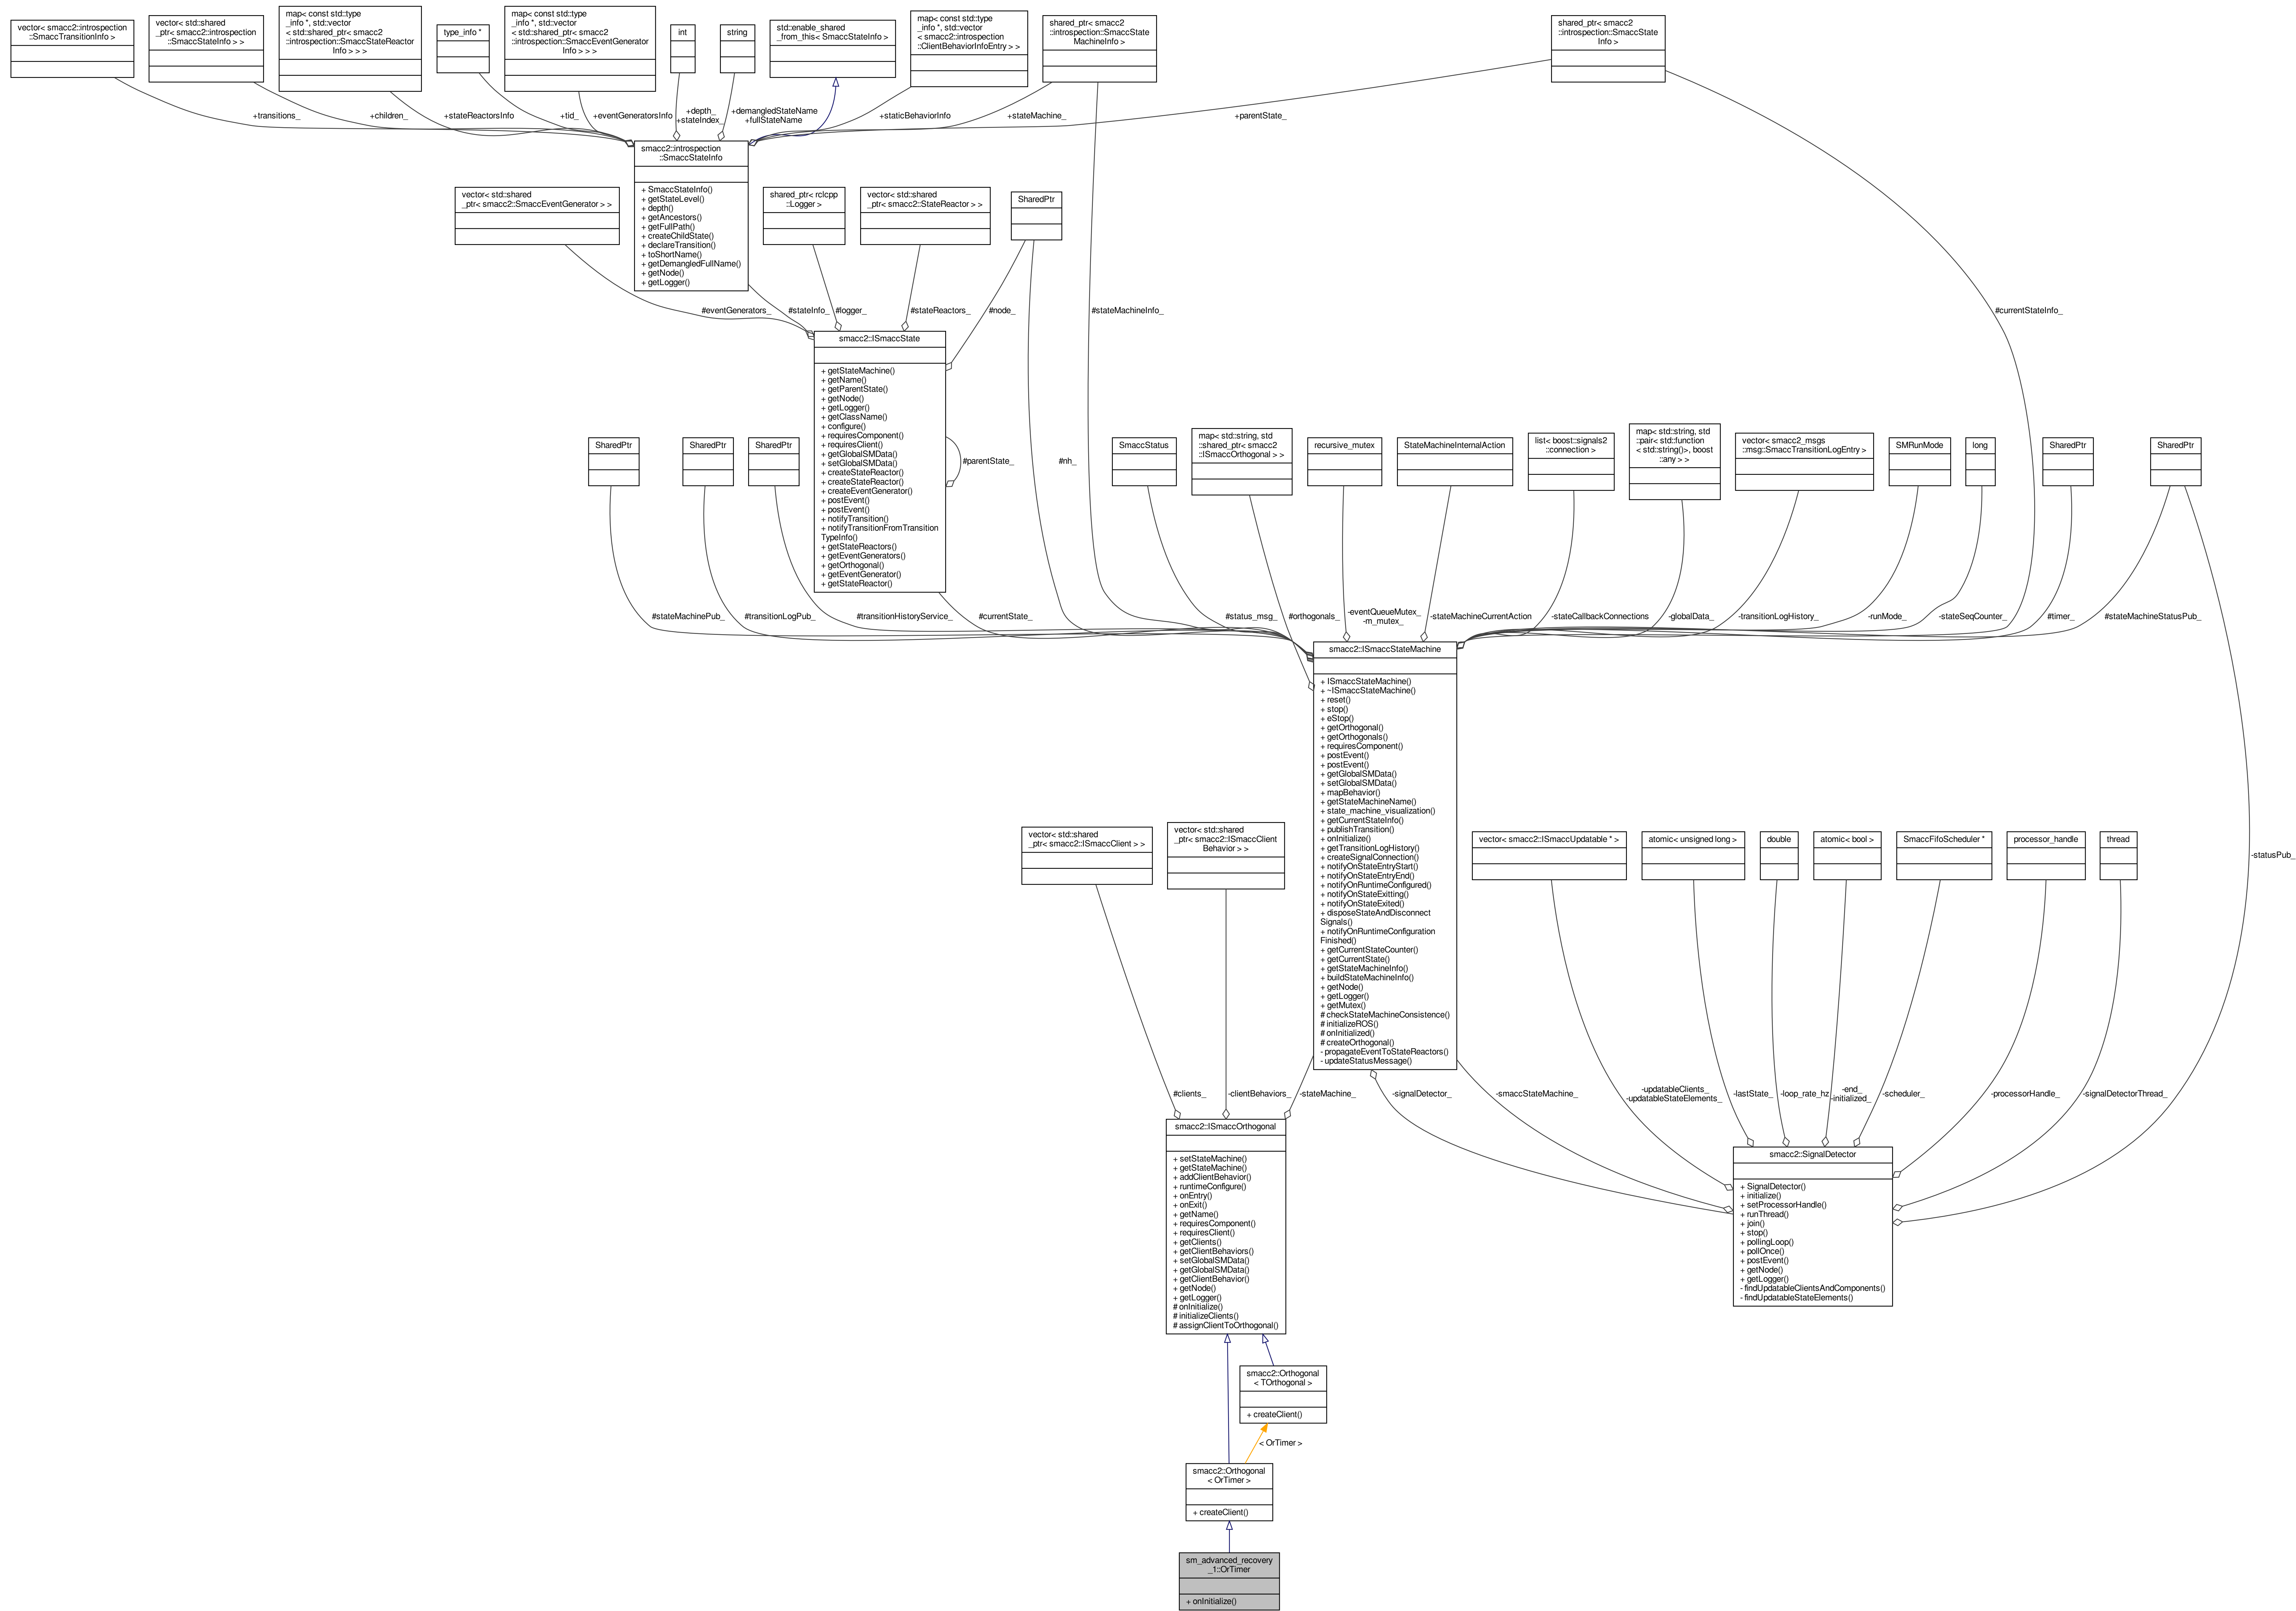 vector< smacc2::introspection
::SmaccTransitionInfo >
vector< std::shared
_ptr< smacc2::introspection
::SmaccStateInfo > >
map< const std::type
_info *, std::vector
< std::shared_ptr< smacc2
::introspection::SmaccStateReactor
Info > > >
type_info *
map< const std::type
_info *, std::vector
< std::shared_ptr< smacc2
::introspection::SmaccEventGenerator
Info > > >
int
string
std::enable_shared
_from_this< SmaccStateInfo >
map< const std::type
_info *, std::vector
< smacc2::introspection
::ClientBehaviorInfoEntry > >
shared_ptr< smacc2
::introspection::SmaccState
MachineInfo >
shared_ptr< smacc2
::introspection::SmaccState
Info >
+transitions_
+children_
+stateReactorsInfo
+tid_
+eventGeneratorsInfo
+depth_
+stateIndex_
+demangledStateName
+fullStateName
+staticBehaviorInfo
+stateMachine_
+parentState_
smacc2::introspection
::SmaccStateInfo
+ SmaccStateInfo()
+ getStateLevel()
+ depth()
+ getAncestors()
+ getFullPath()
+ createChildState()
+ declareTransition()
+ toShortName()
+ getDemangledFullName()
+ getNode()
+ getLogger()
vector< std::shared
_ptr< smacc2::SmaccEventGenerator > >
shared_ptr< rclcpp
::Logger >
vector< std::shared
_ptr< smacc2::StateReactor > >
SharedPtr
#eventGenerators_
#stateInfo_
#logger_
#stateReactors_
#node_
#stateMachineInfo_
#currentStateInfo_
smacc2::ISmaccState
+ getStateMachine()
+ getName()
+ getParentState()
+ getNode()
+ getLogger()
+ getClassName()
+ configure()
+ requiresComponent()
+ requiresClient()
+ getGlobalSMData()
+ setGlobalSMData()
+ createStateReactor()
+ createStateReactor()
+ createEventGenerator()
+ postEvent()
+ postEvent()
+ notifyTransition()
+ notifyTransitionFromTransition
TypeInfo()
+ getStateReactors()
+ getEventGenerators()
+ getOrthogonal()
+ getEventGenerator()
+ getStateReactor()
#parentState_
#nh_
SharedPtr
SharedPtr
SharedPtr
SmaccStatus
map< std::string, std
::shared_ptr< smacc2
::ISmaccOrthogonal > >
recursive_mutex
StateMachineInternalAction
list< boost::signals2
::connection >
map< std::string, std
::pair< std::function
< std::string()>, boost
::any > >
vector< smacc2_msgs
::msg::SmaccTransitionLogEntry >
SMRunMode
long
SharedPtr
SharedPtr
#stateMachinePub_
#transitionLogPub_
#transitionHistoryService_
#currentState_
#status_msg_
#orthogonals_
-eventQueueMutex_
-m_mutex_
-stateMachineCurrentAction
-stateCallbackConnections
-globalData_
-transitionLogHistory_
-runMode_
-stateSeqCounter_
#timer_
#stateMachineStatusPub_
smacc2::ISmaccStateMachine
+ ISmaccStateMachine()
+ ~ISmaccStateMachine()
+ reset()
+ stop()
+ eStop()
+ getOrthogonal()
+ getOrthogonals()
+ requiresComponent()
+ postEvent()
+ postEvent()
+ getGlobalSMData()
+ setGlobalSMData()
+ mapBehavior()
+ getStateMachineName()
+ state_machine_visualization()
+ getCurrentStateInfo()
+ publishTransition()
+ onInitialize()
+ getTransitionLogHistory()
+ createSignalConnection()
+ notifyOnStateEntryStart()
+ notifyOnStateEntryEnd()
+ notifyOnRuntimeConfigured()
+ notifyOnStateExitting()
+ notifyOnStateExited()
+ disposeStateAndDisconnect
Signals()
+ notifyOnRuntimeConfiguration
Finished()
+ getCurrentStateCounter()
+ getCurrentState()
+ getStateMachineInfo()
+ buildStateMachineInfo()
+ getNode()
+ getLogger()
+ getMutex()
# checkStateMachineConsistence()
# initializeROS()
# onInitialized()
# createOrthogonal()
- propagateEventToStateReactors()
- updateStatusMessage()
vector< std::shared
_ptr< smacc2::ISmaccClient > >
vector< std::shared
_ptr< smacc2::ISmaccClient
Behavior > >
vector< smacc2::ISmaccUpdatable * >
atomic< unsigned long >
double
atomic< bool >
SmaccFifoScheduler *
processor_handle
thread
-statusPub_
#clients_
-clientBehaviors_
-stateMachine_
-signalDetector_
-smaccStateMachine_
-updatableClients_
-updatableStateElements_
-lastState_
-loop_rate_hz
-end_
-initialized_
-scheduler_
-processorHandle_
-signalDetectorThread_
smacc2::ISmaccOrthogonal
+ setStateMachine()
+ getStateMachine()
+ addClientBehavior()
+ runtimeConfigure()
+ onEntry()
+ onExit()
+ getName()
+ requiresComponent()
+ requiresClient()
+ getClients()
+ getClientBehaviors()
+ setGlobalSMData()
+ getGlobalSMData()
+ getClientBehavior()
+ getNode()
+ getLogger()
# onInitialize()
# initializeClients()
# assignClientToOrthogonal()
smacc2::SignalDetector
+ SignalDetector()
+ initialize()
+ setProcessorHandle()
+ runThread()
+ join()
+ stop()
+ pollingLoop()
+ pollOnce()
+ postEvent()
+ getNode()
+ getLogger()
- findUpdatableClientsAndComponents()
- findUpdatableStateElements()
smacc2::Orthogonal
< TOrthogonal >
+ createClient()
< OrTimer >
smacc2::Orthogonal
< OrTimer >
+ createClient()
sm_advanced_recovery
_1::OrTimer
+ onInitialize()